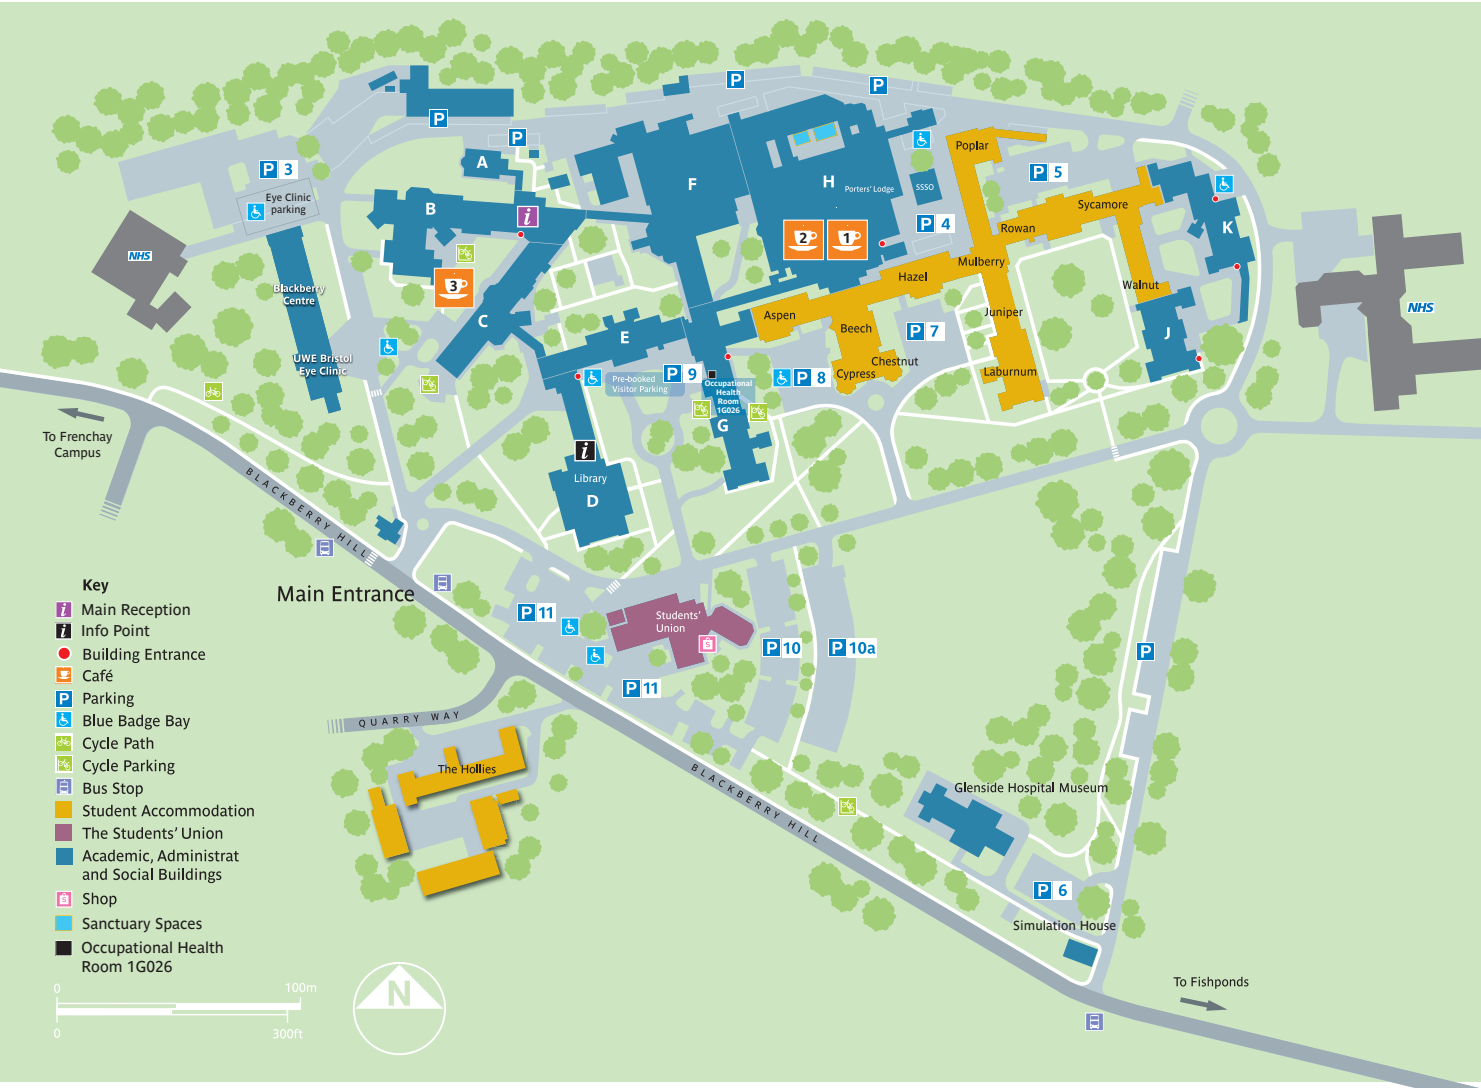 P
P
P
P
A
P 3
Eye Clinic
parking
NHS
B
i
3
C
Blackberry
Centre
UWE Bristol
Eye Clinic
F
H
Porters' Lodge
2
1
SSSO
P 4
Poplar
P 5
Sycamore
Rowan
Mulberry
Hazel
Walnut
K
J
NHS
Juniper
Laburnum
Aspen
Beech
Chestnut
Cypress
P 7
E
P 9
P 8
Pre-booked
Visitor Parking
Occupational
Health
Room
1G026
G
i
Library
D
To Frenchay
Campus
BLACKBERRY HILL
Main Entrance
P 11
Students'
Union
S
P 11
P 10
P 10a
P
QUARRY WAY
The Hollies
BLACKBERRY HILL
Glenside Hospital Museum
P 6
Simulation House
To Fishponds
Key
i Main Reception
i Info Point
Building Entrance
Café
P Parking
Blue Badge Bay
Cycle Path
Cycle Parking
Bus Stop
Student Accommodation
The Students' Union
Academic, Administrat
and Social Buildings
S Shop
Sanctuary Spaces
Occupational Health
Room 1G026
0 100m
0 300ft
N